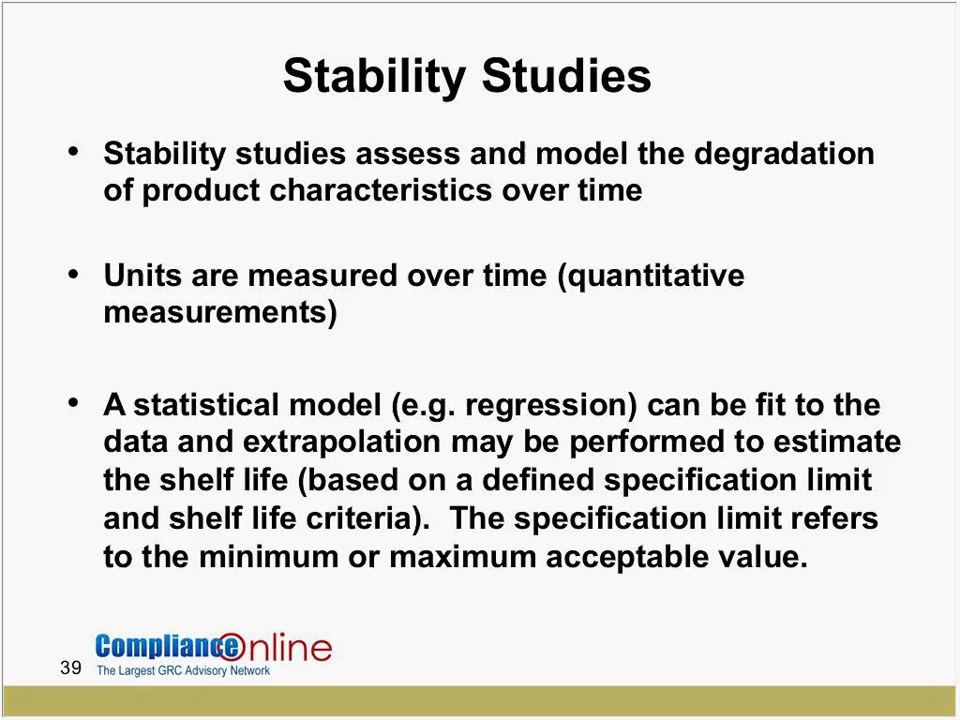 Stability Studies
• Stability studies assess and model the degradation
of product characteristics over time
• Units are measured over time (quantitative
measurements)
• A statistical model (e.g. regression) can be fit to the
data and extrapolation may be performed to estimate
the shelf life (based on a defined specification limit
and shelf life criteria).  The specification limit refers
to the minimum or maximum acceptable value.
ComplianceOnline
39 The Largest GRC Advisory Network